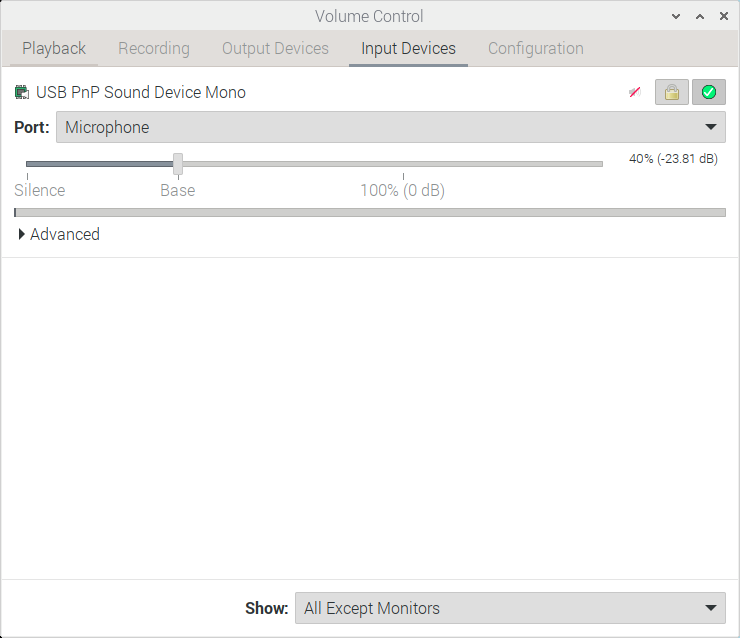 Volume Control
Playback Recording Output Devices Input Devices Configuration
USB PnP Sound Device Mono
Port: Microphone
40% (-23.81 dB)
Silence Base 100% (0 dB)
Advanced
Show: All Except Monitors